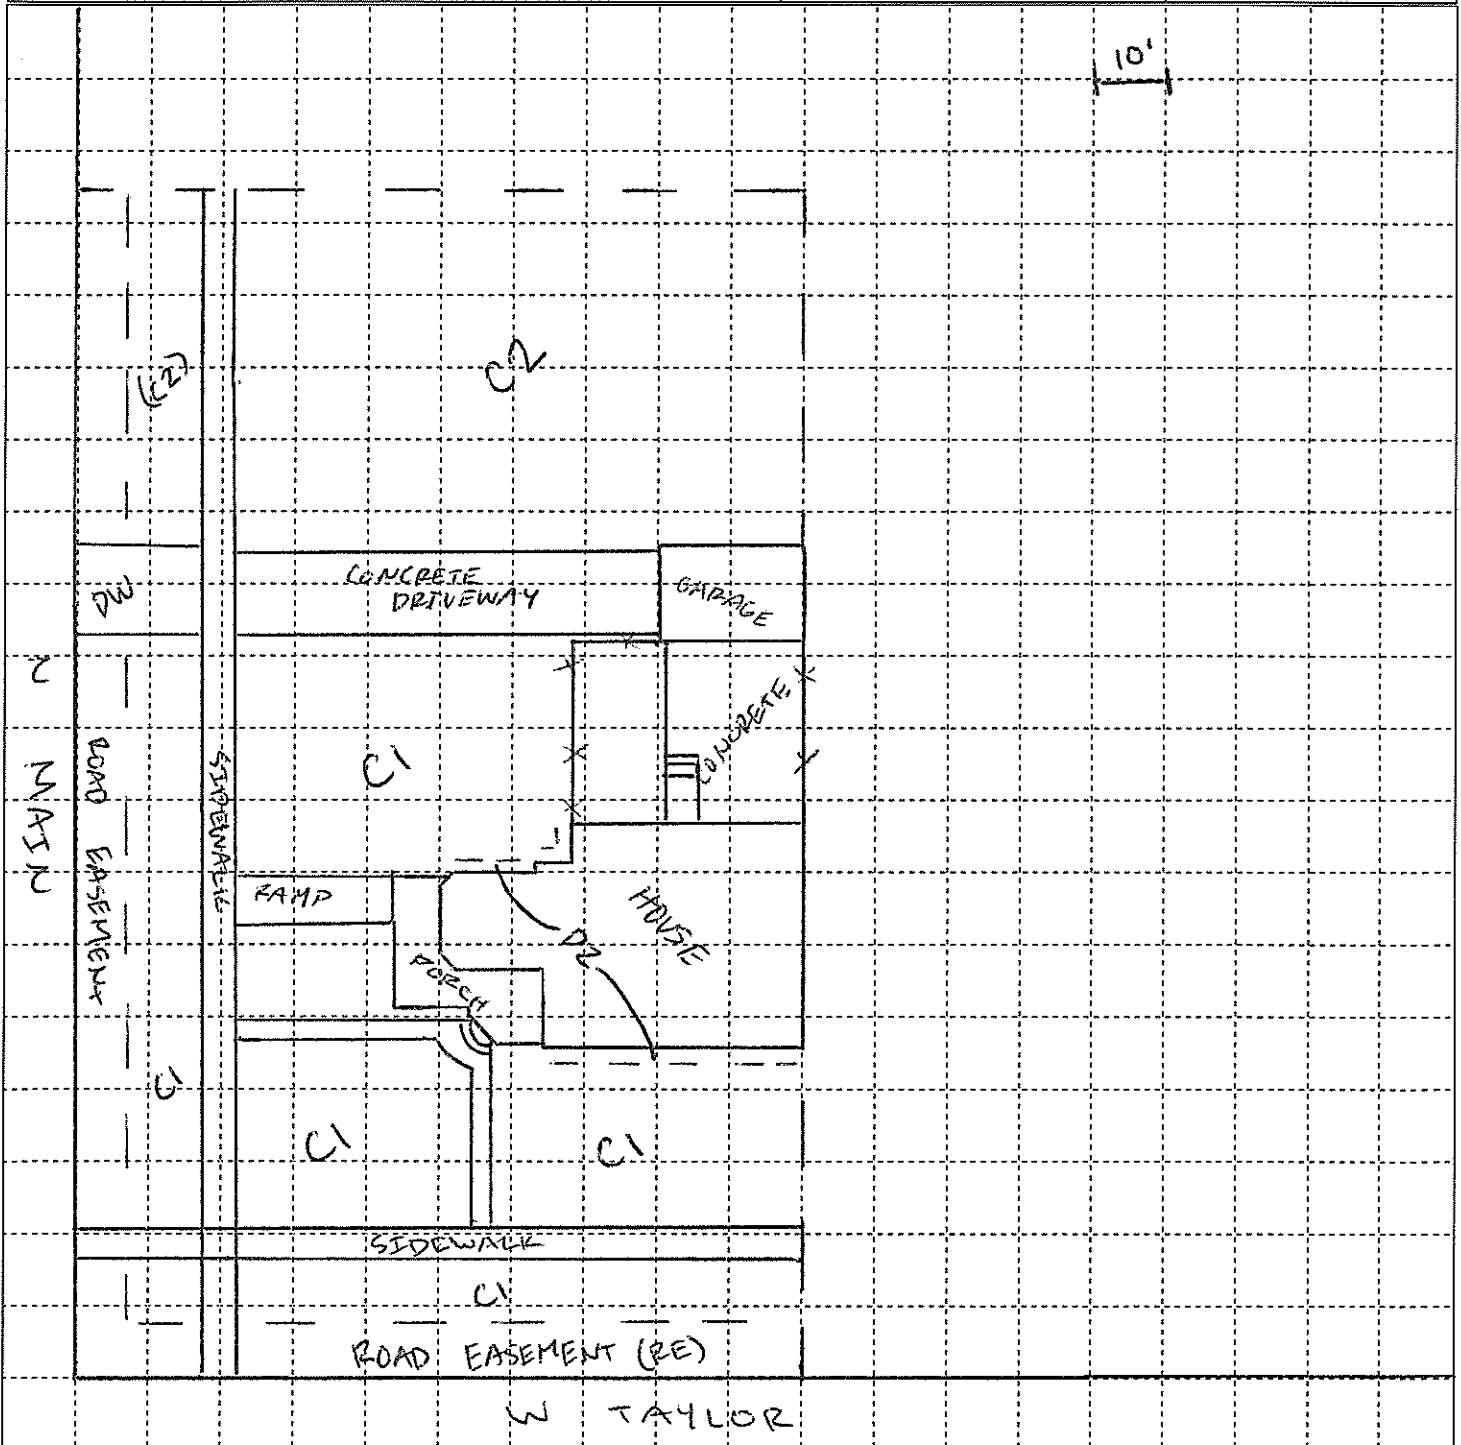 10'
(C2)
C2
DW
CONCRETE
DRIVEWAY
GARAGE
N MAIN
ROAD EASEMENT
SIDEWALK
C1
CONCRETE
RAMP
HOUSE
D2
PORCH
C1
C1
C1
SIDEWALK
C1
ROAD EASEMENT (RE)
W TAYLOR